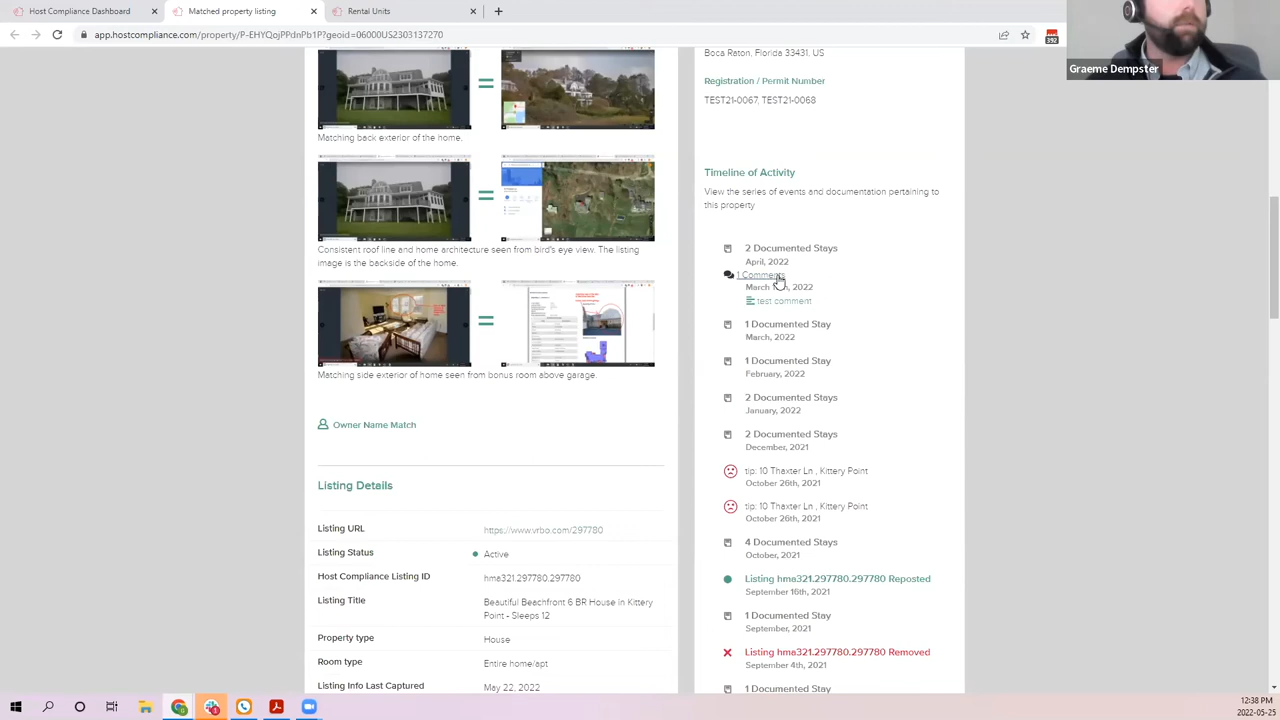 Host Compliance Dashboard
Matched property listing
Rental Units
app.hostcompliance.com/property/P-EHYQojPPdnPb1P?geoid=06000US2303137270
392
Graeme Dempster
Matching back exterior of the home.
Consistent roof line and home architecture seen from bird's eye view. The listing
image is the backside of the home.
Matching side exterior of home seen from bonus room above garage.
Owner Name Match
Listing Details
Listing URL https://www.vrbo.com/297780
Listing Status Active
Host Compliance Listing ID hma321.297780.297780
Listing Title Beautiful Beachfront 6 BR House in Kittery
Point - Sleeps 12
Property type House
Room type Entire home/apt
Listing Info Last Captured May 22, 2022
Boca Raton, Florida 33431, US
Registration / Permit Number
TEST21-0067, TEST21-0068
Timeline of Activity
View the series of events and documentation pertaining to
this property
2 Documented Stays
April, 2022
1 Comments
March 2022
test comment
1 Documented Stay
March, 2022
1 Documented Stay
February, 2022
2 Documented Stays
January, 2022
2 Documented Stays
December, 2021
tip: 10 Thaxter Ln , Kittery Point
October 26th, 2021
tip: 10 Thaxter Ln , Kittery Point
October 26th, 2021
4 Documented Stays
October, 2021
Listing hma321.297780.297780 Reposted
September 16th, 2021
1 Documented Stay
September, 2021
Listing hma321.297780.297780 Removed
September 4th, 2021
1 Documented Stay
12:38 PM
2022-05-25